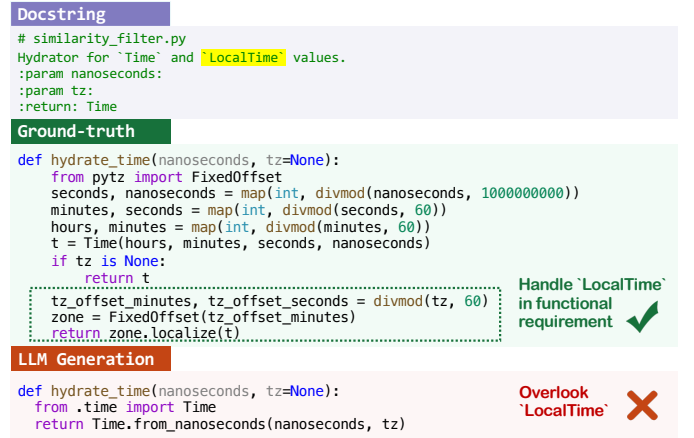 Docstring
# similarity_filter.py
Hydrator for `Time` and `LocalTime` values.
:param nanoseconds:
:param tz:
:return: Time
Ground-truth
def hydrate_time(nanoseconds, tz=None):
    from pytz import FixedOffset
    seconds, nanoseconds = map(int, divmod(nanoseconds, 1000000000))
    minutes, seconds = map(int, divmod(seconds, 60))
    hours, minutes = map(int, divmod(minutes, 60))
    t = Time(hours, minutes, seconds, nanoseconds)
    if tz is None:
        return t
    tz_offset_minutes, tz_offset_seconds = divmod(tz, 60)
    zone = FixedOffset(tz_offset_minutes)
    return zone.localize(t)
Handle `LocalTime`
in functional
requirement
LLM Generation
def hydrate_time(nanoseconds, tz=None):
  from .time import Time
  return Time.from_nanoseconds(nanoseconds, tz)
Overlook
`LocalTime`